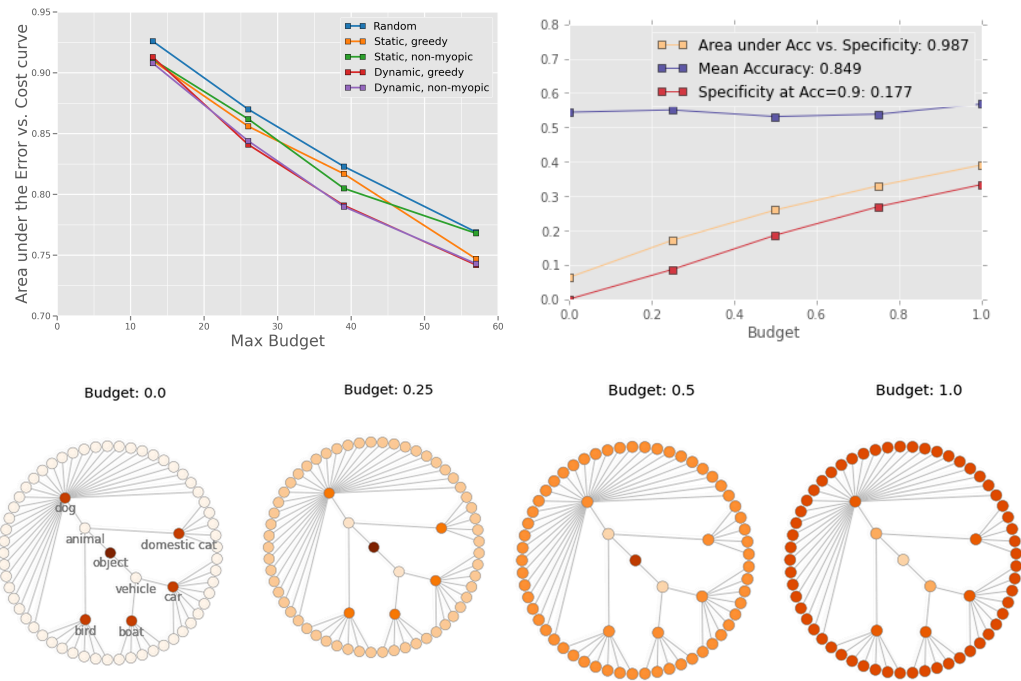 Area under the Error vs. Cost curve
0.95
0.90
0.85
0.80
0.75
0.70
0
10
20
30
40
50
60
Max Budget
Random
Static, greedy
Static, non-myopic
Dynamic, greedy
Dynamic, non-myopic
0.8
0.7
0.6
0.5
0.4
0.3
0.2
0.1
0.0
0.0
0.2
0.4
0.6
0.8
1.0
Budget
Area under Acc vs. Specificity: 0.987
Mean Accuracy: 0.849
Specificity at Acc=0.9: 0.177
Budget: 0.0
Budget: 0.25
Budget: 0.5
Budget: 1.0
dog
animal
domestic cat
object
vehicle
car
bird
boat